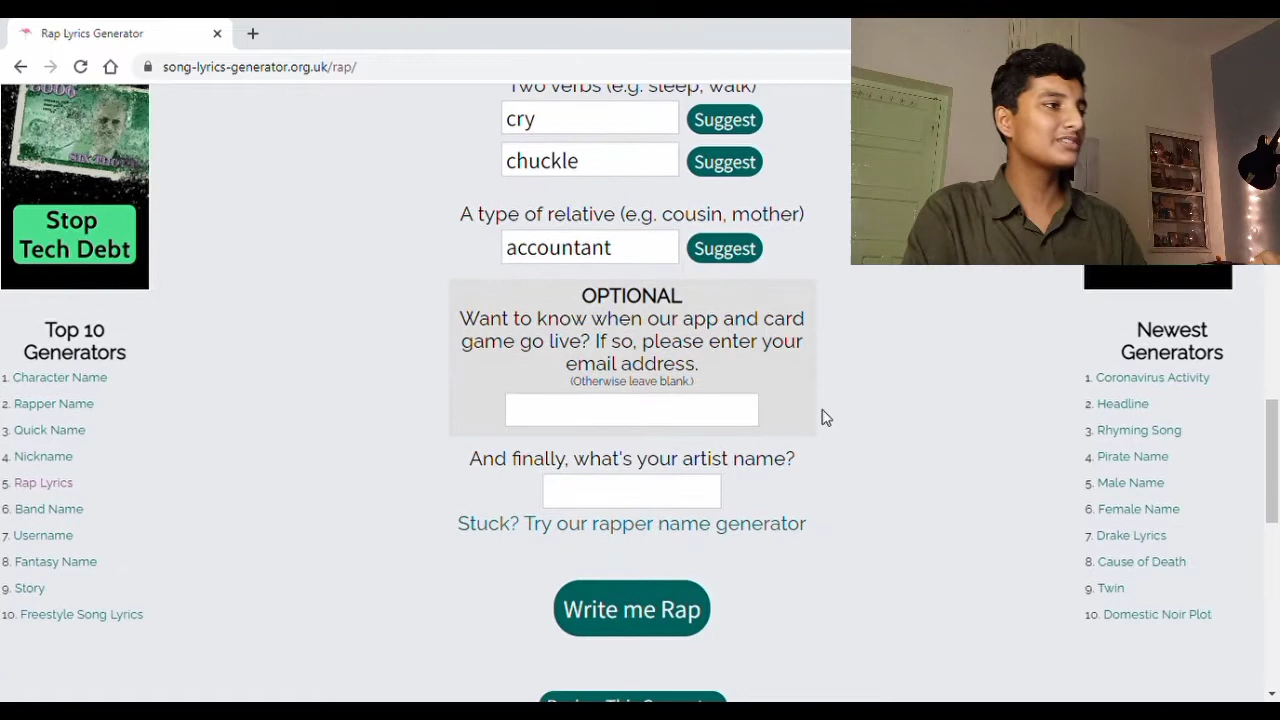 Rap Lyrics Generator
song-lyrics-generator.org.uk/rap/
Two verbs (e.g. sleep, walk)
cry
Suggest
chuckle
Suggest
A type of relative (e.g. cousin, mother)
accountant
Suggest
OPTIONAL
Want to know when our app and card
game go live? If so, please enter your
email address.
(Otherwise leave blank.)
And finally, what's your artist name?
Stuck? Try our rapper name generator
Write me Rap
Stop
Tech Debt
Top 10
Generators
1. Character Name
2. Rapper Name
3. Quick Name
4. Nickname
5. Rap Lyrics
6. Band Name
7. Username
8. Fantasy Name
9. Story
10. Freestyle Song Lyrics
Newest
Generators
1. Coronavirus Activity
2. Headline
3. Rhyming Song
4. Pirate Name
5. Male Name
6. Female Name
7. Drake Lyrics
8. Cause of Death
9. Twin
10. Domestic Noir Plot